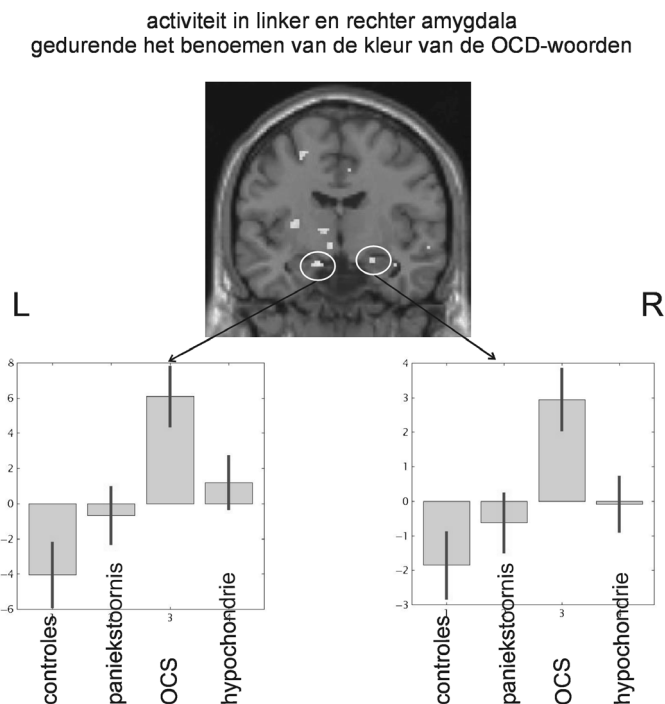 activiteit in linker en rechter amygdala
gedurende het benoemen van de kleur van de OCD-woorden
L
R
8
6
4
2
0
−2
−4
−6
3
controles
paniekstoornis
OCS
hypochondrie
4
3
2
1
0
−1
−2
−3
3
controles
paniekstoornis
OCS
hypochondrie